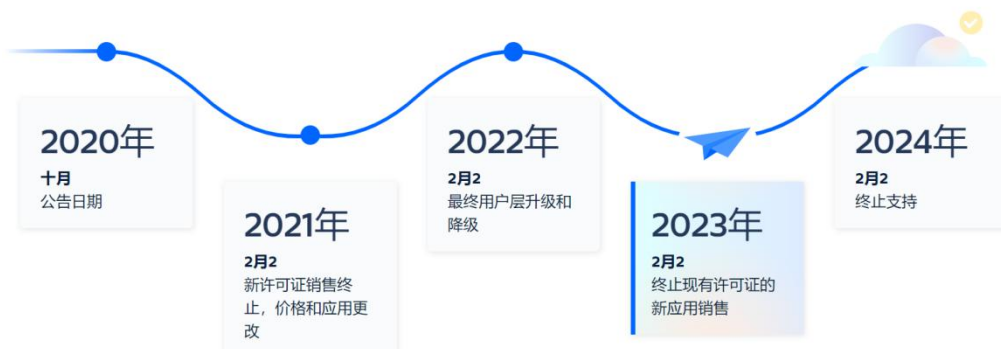 2020年
十月
公告日期
2021年
2月2
新许可证销售终
止，价格和应用更
改
2022年
2月2
最终用户层升级和
降级
2023年
2月2
终止现有许可证的
新应用销售
2024年
2月2
终止支持